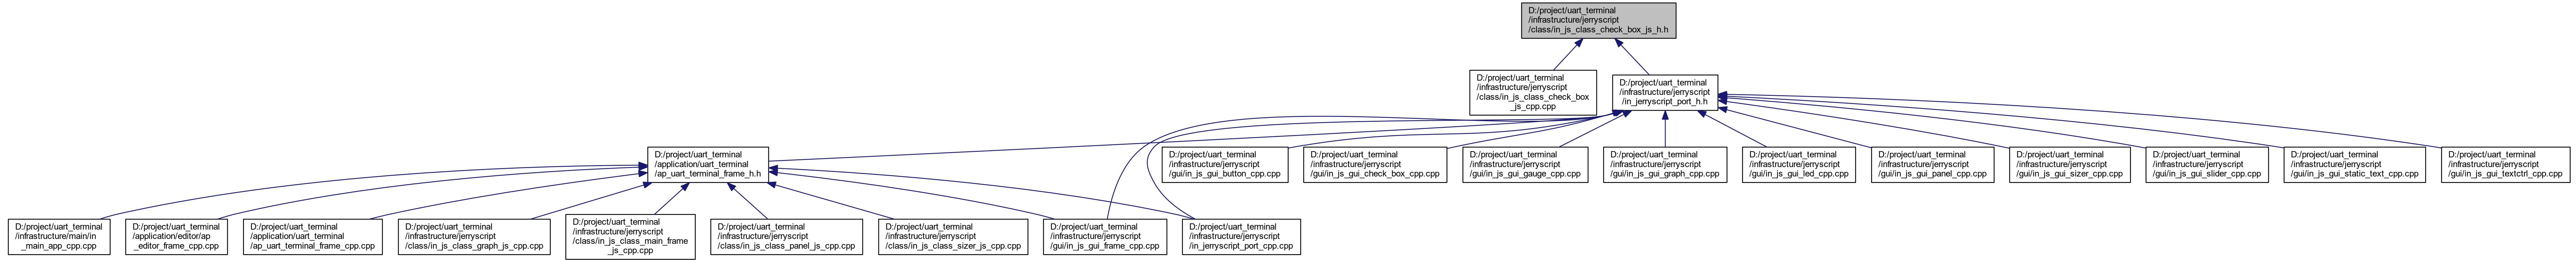 D:/project/uart_terminal
/infrastructure/jerryscript
/class/in_js_class_check_box_js_h.h
D:/project/uart_terminal
/infrastructure/jerryscript
/class/in_js_class_check_box
_js_cpp.cpp
D:/project/uart_terminal
/infrastructure/jerryscript
/in_jerryscript_port_h.h
D:/project/uart_terminal
/application/uart_terminal
/ap_uart_terminal_frame_h.h
D:/project/uart_terminal
/infrastructure/jerryscript
/gui/in_js_gui_button_cpp.cpp
D:/project/uart_terminal
/infrastructure/jerryscript
/gui/in_js_gui_check_box_cpp.cpp
D:/project/uart_terminal
/infrastructure/jerryscript
/gui/in_js_gui_gauge_cpp.cpp
D:/project/uart_terminal
/infrastructure/jerryscript
/gui/in_js_gui_graph_cpp.cpp
D:/project/uart_terminal
/infrastructure/jerryscript
/gui/in_js_gui_led_cpp.cpp
D:/project/uart_terminal
/infrastructure/jerryscript
/gui/in_js_gui_panel_cpp.cpp
D:/project/uart_terminal
/infrastructure/jerryscript
/gui/in_js_gui_sizer_cpp.cpp
D:/project/uart_terminal
/infrastructure/jerryscript
/gui/in_js_gui_slider_cpp.cpp
D:/project/uart_terminal
/infrastructure/jerryscript
/gui/in_js_gui_static_text_cpp.cpp
D:/project/uart_terminal
/infrastructure/jerryscript
/gui/in_js_gui_textctrl_cpp.cpp
D:/project/uart_terminal
/infrastructure/main/in
_main_app_cpp.cpp
D:/project/uart_terminal
/application/editor/ap
_editor_frame_cpp.cpp
D:/project/uart_terminal
/application/uart_terminal
/ap_uart_terminal_frame_cpp.cpp
D:/project/uart_terminal
/infrastructure/jerryscript
/class/in_js_class_graph_js_cpp.cpp
D:/project/uart_terminal
/infrastructure/jerryscript
/class/in_js_class_main_frame
_js_cpp.cpp
D:/project/uart_terminal
/infrastructure/jerryscript
/class/in_js_class_panel_js_cpp.cpp
D:/project/uart_terminal
/infrastructure/jerryscript
/class/in_js_class_sizer_js_cpp.cpp
D:/project/uart_terminal
/infrastructure/jerryscript
/gui/in_js_gui_frame_cpp.cpp
D:/project/uart_terminal
/infrastructure/jerryscript
/in_jerryscript_port_cpp.cpp